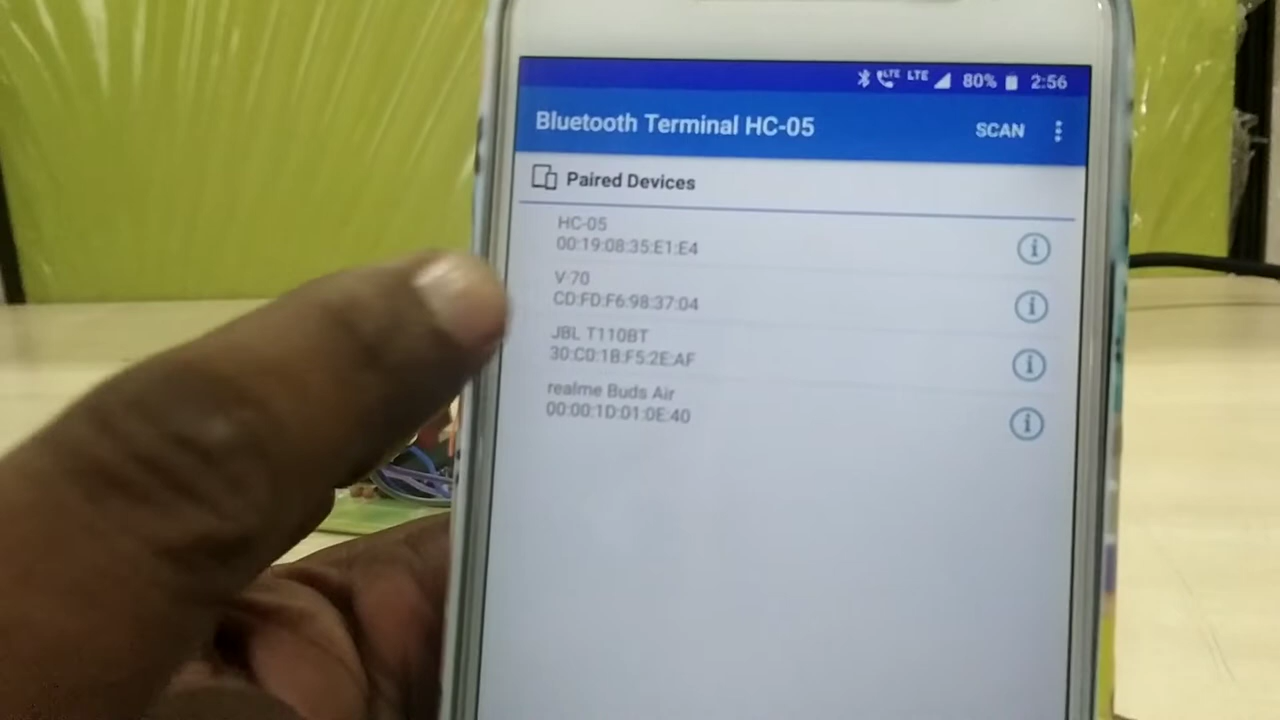 LTE LTE 80% 2:56
Bluetooth Terminal HC-05 SCAN
Paired Devices
HC-05
00:19:08:35:E1:E4
V-70
CD:FD:F6:98:37:04
JBL T110BT
30:C0:1B:F5:2E:AF
realme Buds Air
00:00:1D:01:0E:40